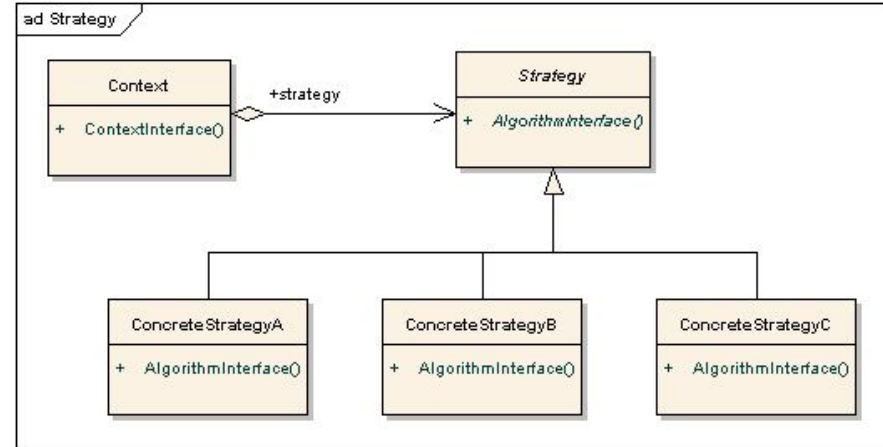 ad Strategy
Context
+ ContextInterface()
+strategy
Strategy
+ AlgorithmInterface()
ConcreteStrategyA
+ AlgorithmInterface()
ConcreteStrategyB
+ AlgorithmInterface()
ConcreteStrategyC
+ AlgorithmInterface()